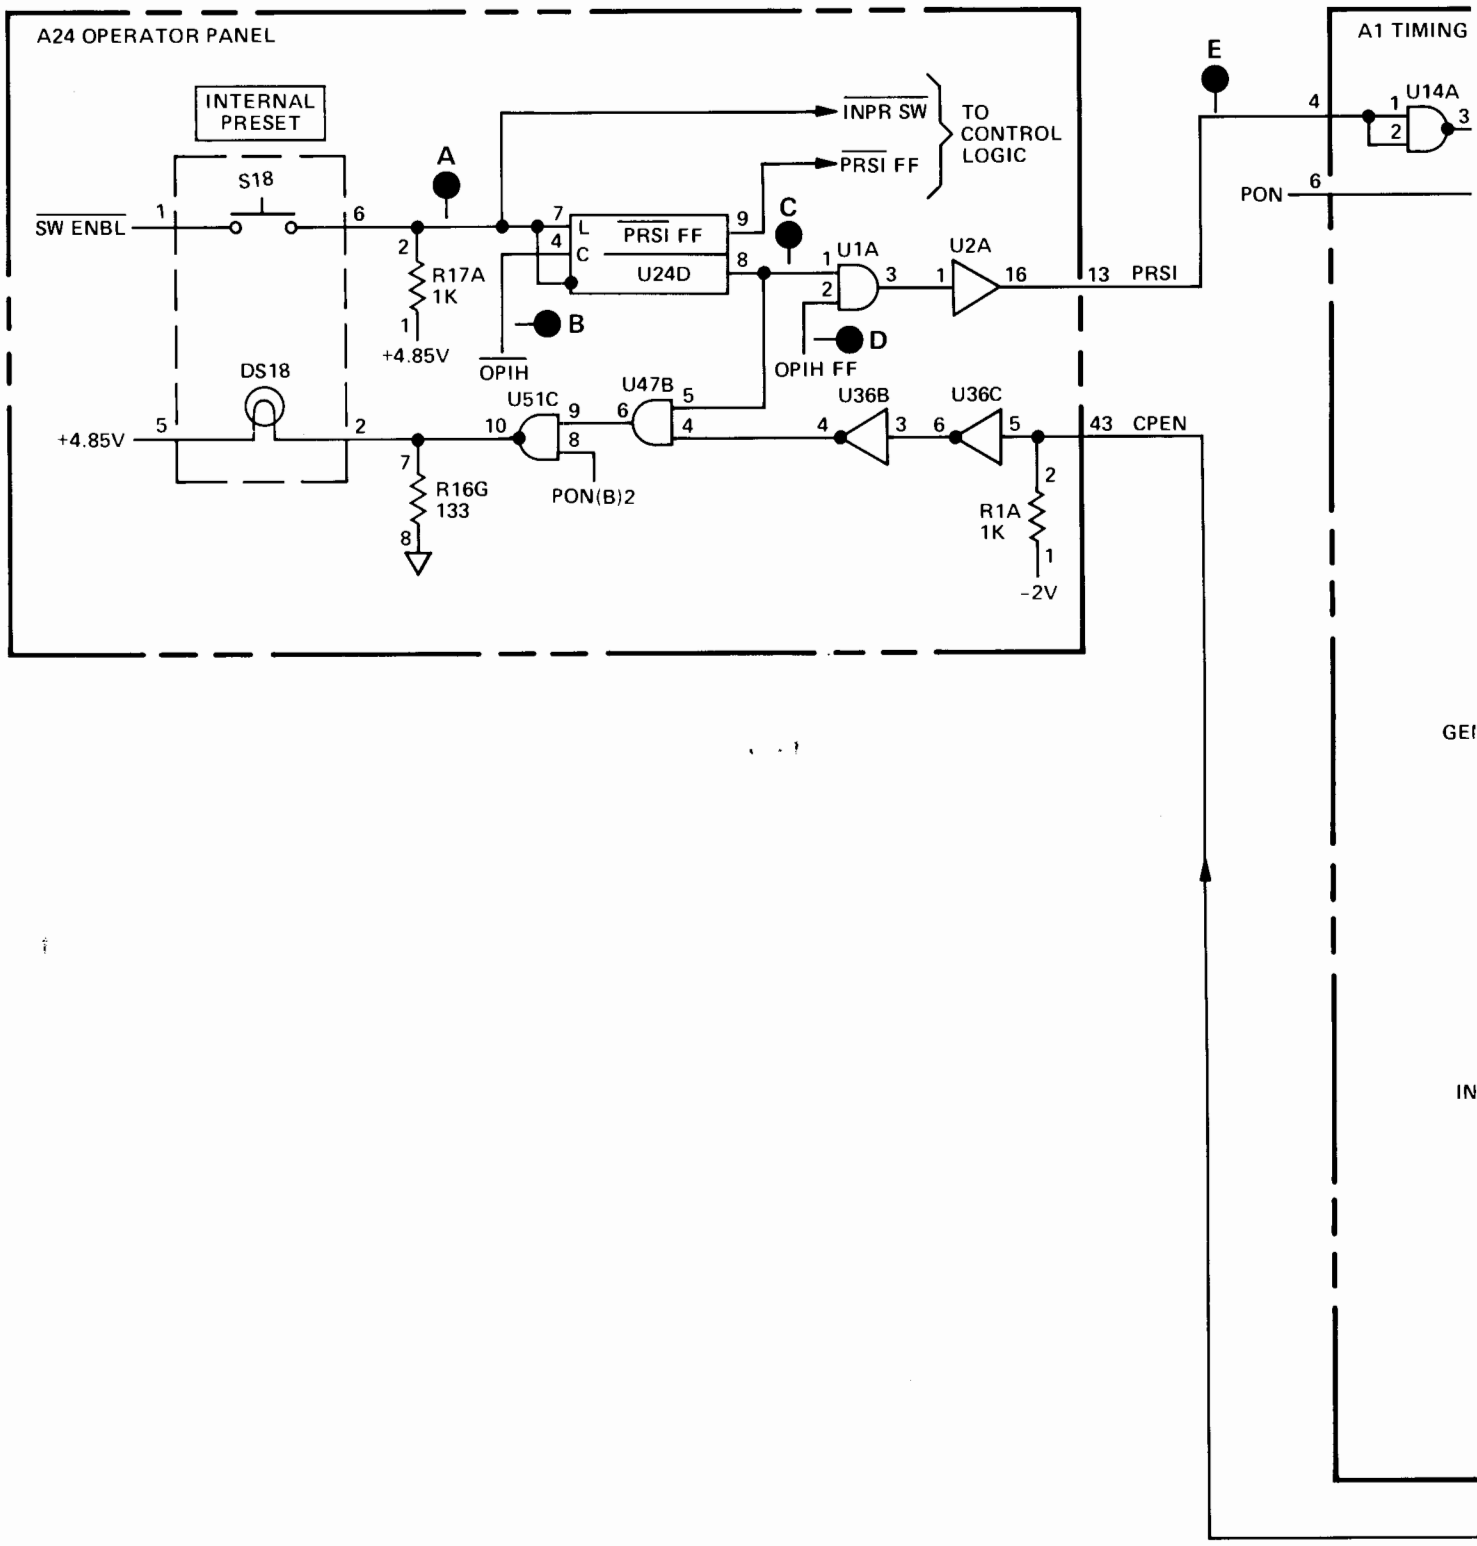 A24 OPERATOR PANEL
A1 TIMING
INTERNAL
PRESET
E
4
1
2
U14A
3
INPR SW
PRSI FF
TO
CONTROL
LOGIC
PON
6
S18
A
SW ENBL
1
6
2
R17A
1K
1
+4.85V
7
L
4
C
PRSI FF
U24D
9
8
C
1
2
U1A
3
U2A
1
16
13
PRSI
B
OPIH
D
OPIH FF
DS18
+4.85V
5
2
7
R16G
133
8
U51C
10
9
8
PON(B)2
U47B
6
5
4
U36B
4
3
U36C
6
5
43
CPEN
2
R1A
1K
1
-2V